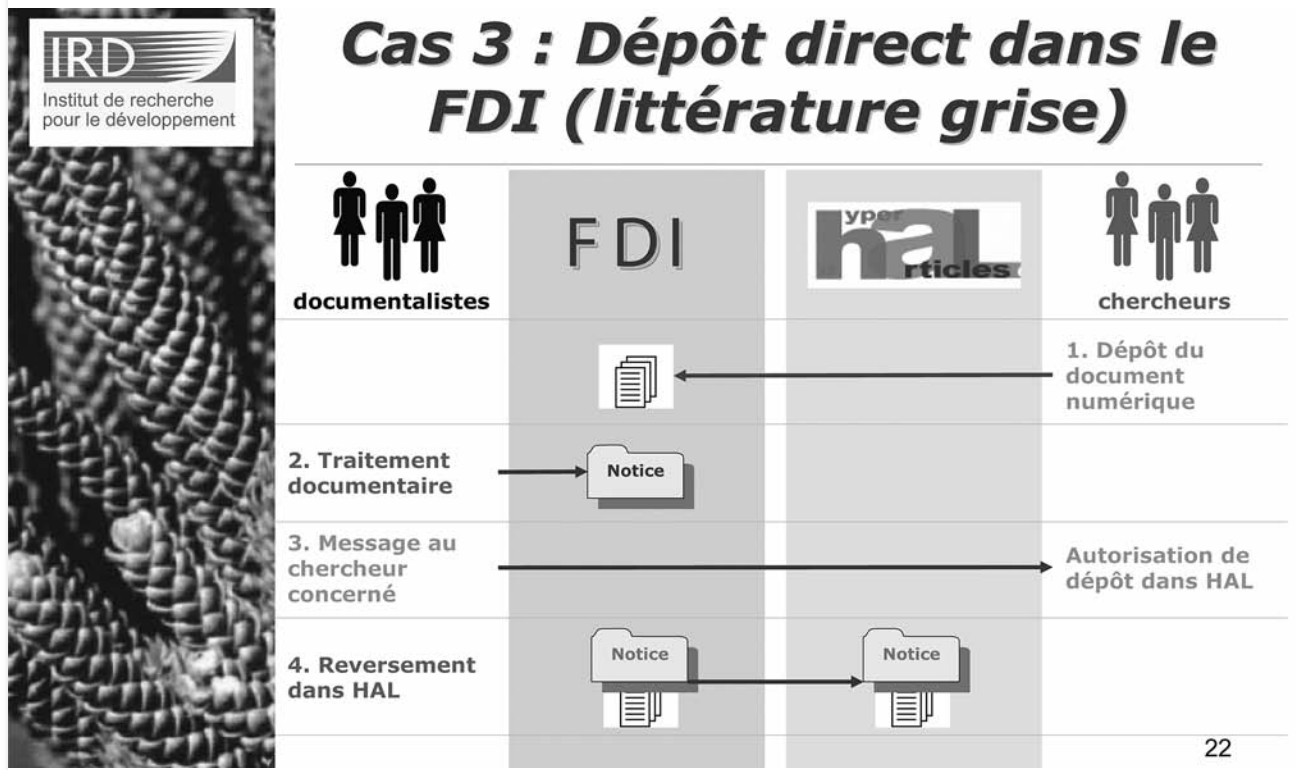 IRD
Institut de recherche
pour le développement
Cas 3 : Dépôt direct dans le
FDI (littérature grise)
documentalistes
FDI
hyper
haL
rticles
chercheurs
1. Dépôt du
document
numérique
2. Traitement
documentaire
Notice
3. Message au
chercheur
concerné
Autorisation de
dépôt dans HAL
4. Reversement
dans HAL
Notice
Notice
22